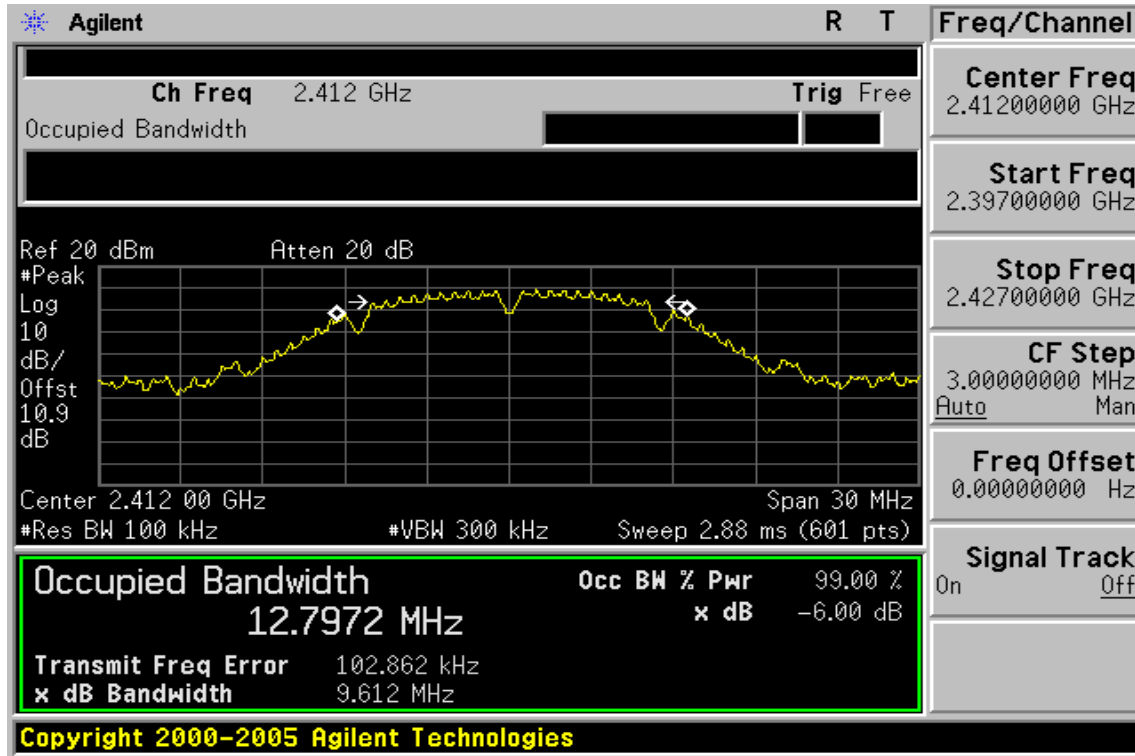 Agilent R T Freq/Channel
Ch Freq 2.412 GHz Trig Free
Occupied Bandwidth
Center Freq
2.41200000 GHz
Start Freq
2.39700000 GHz
Stop Freq
2.42700000 GHz
CF Step
3.00000000 MHz
Auto Man
Freq Offset
0.00000000 Hz
Signal Track
On Off
Ref 20 dBm Atten 20 dB
#Peak
Log
10
dB/
Offst
10.9
dB
Center 2.412 00 GHz Span 30 MHz
#Res BW 100 kHz #VBW 300 kHz Sweep 2.88 ms (601 pts)
Occupied Bandwidth Occ BW % Pwr 99.00 %
12.7972 MHz x dB -6.00 dB
Transmit Freq Error 102.862 kHz
x dB Bandwidth 9.612 MHz
Copyright 2000-2005 Agilent Technologies